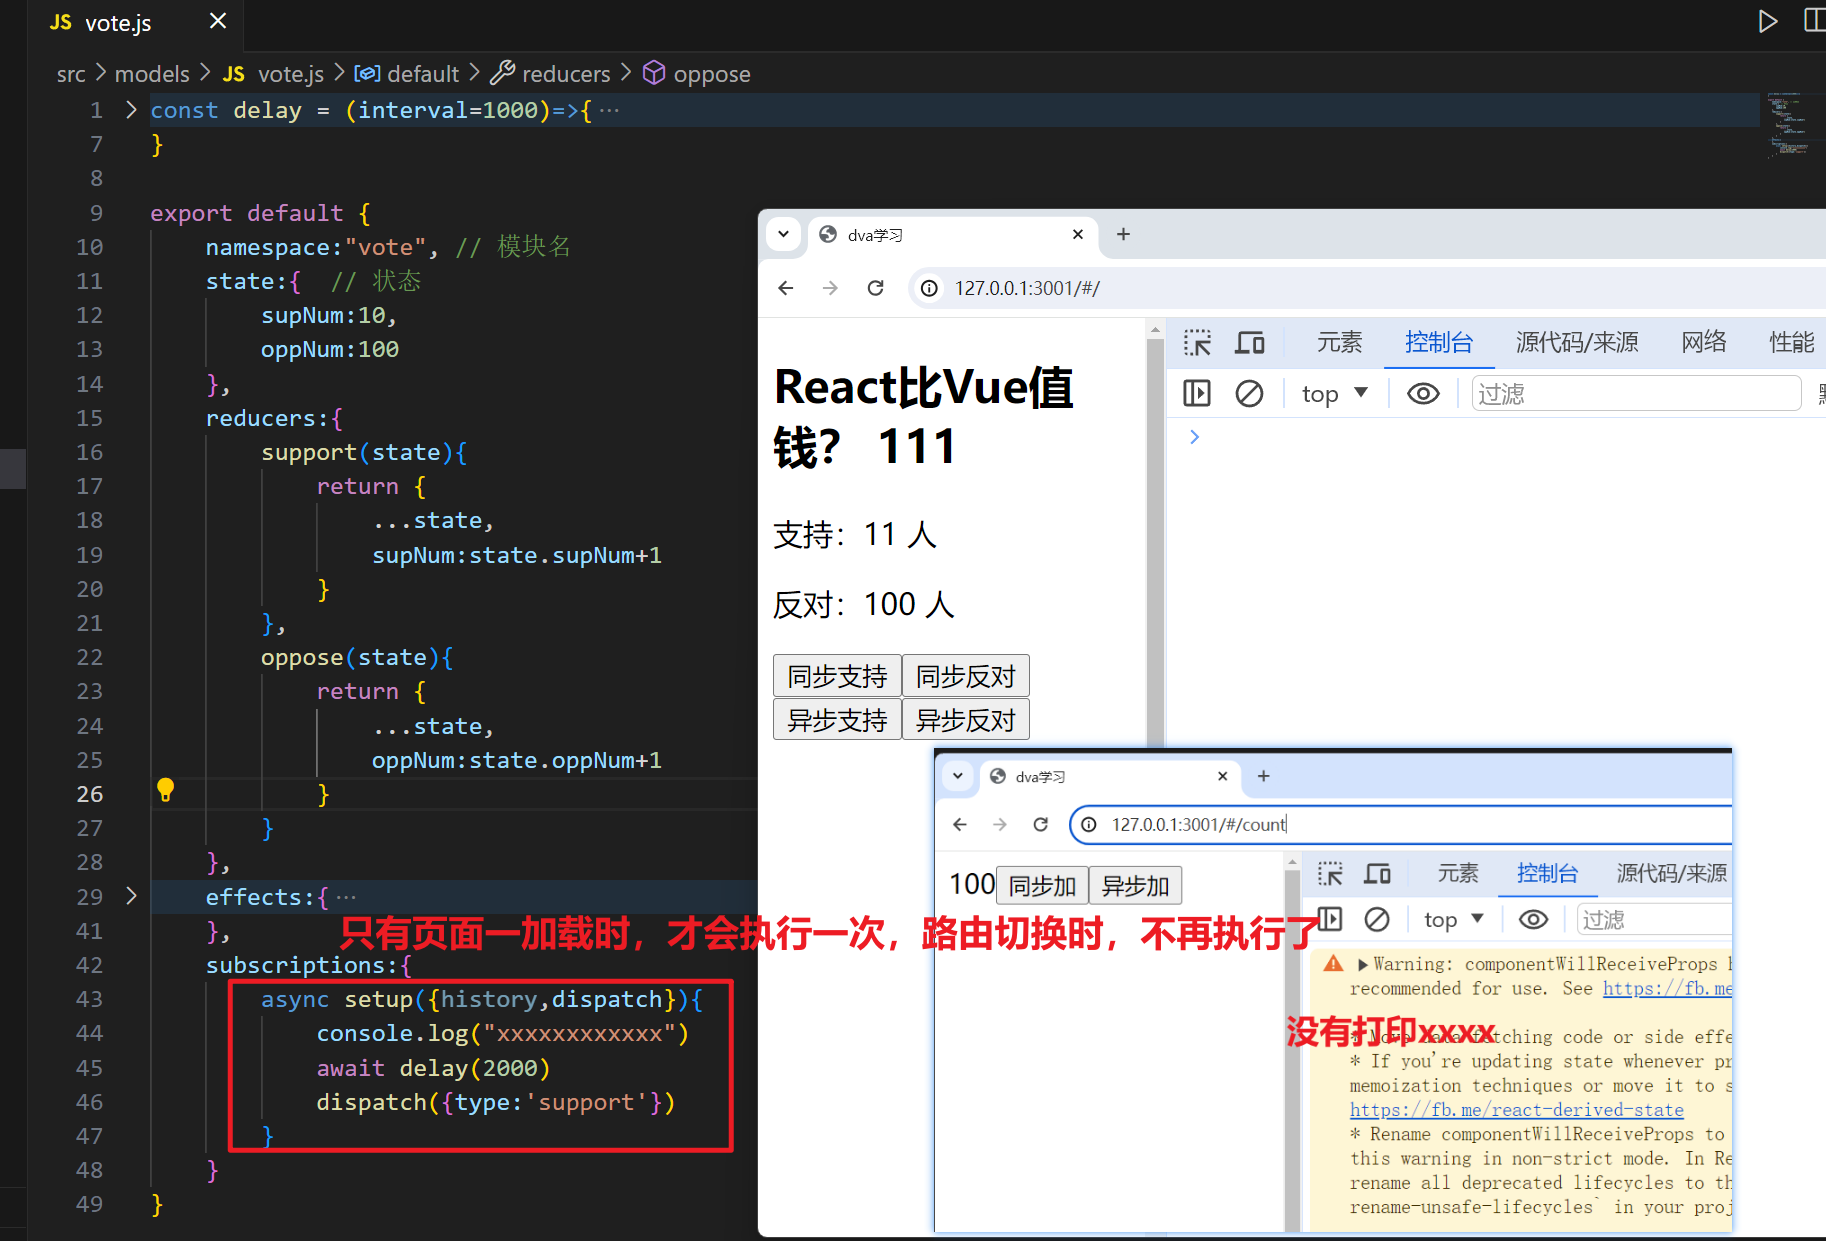 JS vote.js
src > models > JS vote.js > default > reducers > oppose
1 const delay = (interval=1000)=>{ ···
7 }
8
9 export default {
10 namespace:"vote", // 模块名
11 state:{ // 状态
12 supNum:10,
13 oppNum:100
14 },
15 reducers:{
16 support(state){
17 return {
18 ...state,
19 supNum:state.supNum+1
20 }
21 },
22 oppose(state){
23 return {
24 ...state,
25 oppNum:state.oppNum+1
26 }
27 }
28 },
29 effects:{ ···
41 },
42 subscriptions:{
43 async setup({history,dispatch}){
44 console.log("xxxxxxxxxxxx")
45 await delay(2000)
46 dispatch({type:'support'})
47 }
48 }
49 }
只有页面一加载时，才会执行一次，路由切换时，不再执行了
dva学习
127.0.0.1:3001/#/
React比Vue值
钱？ 111
支持：11 人
反对：100 人
同步支持 同步反对
异步支持 异步反对
元素 控制台 源代码/来源 网络 性能
top 过滤
dva学习
127.0.0.1:3001/#/count
100 同步加 异步加
元素 控制台 源代码/来源
top 过滤
Warning: componentWillReceiveProps
recommended for use. See https://fb.me
没有打印xxxx
* Move data fetching code or side effe
* If you're updating state whenever pr
memoization techniques or move it to s
https://fb.me/react-derived-state
* Rename componentWillReceiveProps to
this warning in non-strict mode. In Re
rename all deprecated lifecycles to th
rename-unsafe-lifecycles` in your proj